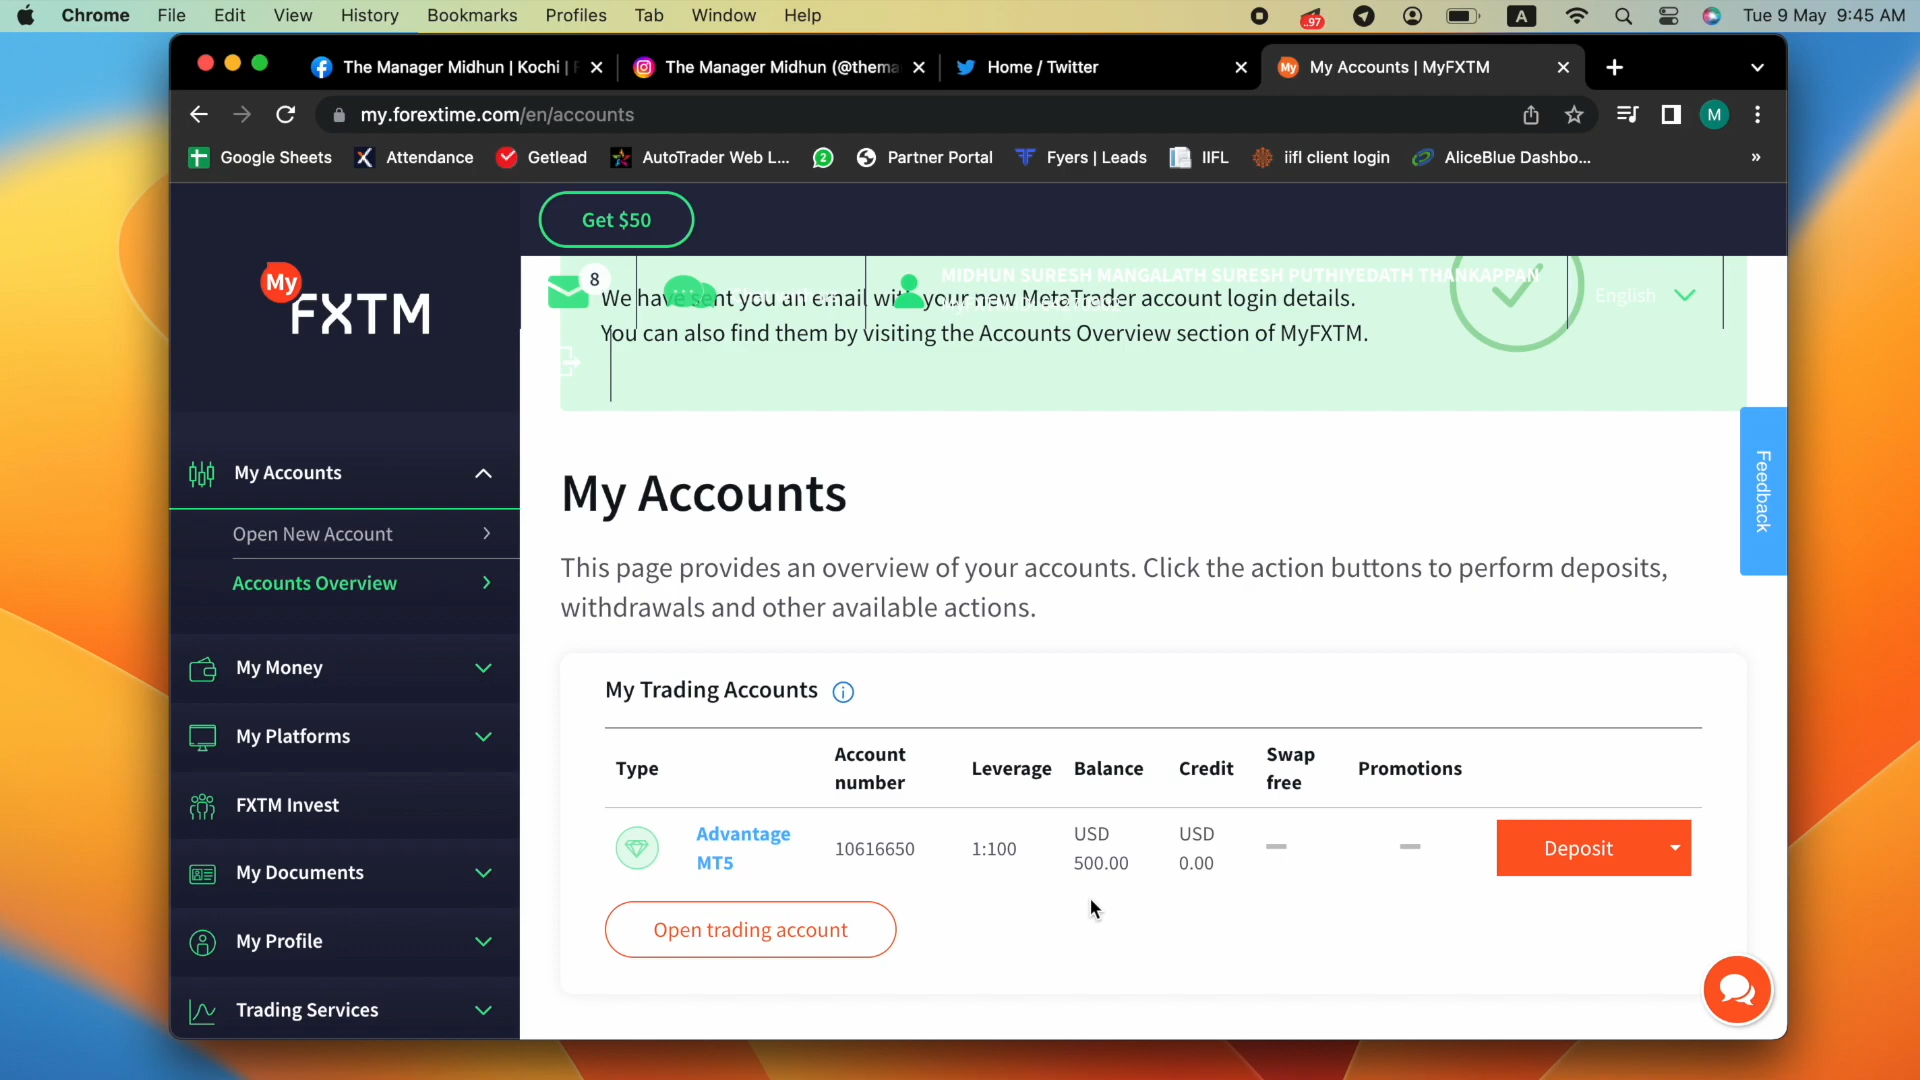 Chrome File Edit View History Bookmarks Profiles Tab Window Help
.97 A Tue 9 May 9:45 AM
The Manager Midhun | Kochi |
The Manager Midhun (@thema
Home / Twitter
My My Accounts | MyFXTM
my.forextime.com/en/accounts
M
Google Sheets
Attendance
Getlead
AutoTrader Web L...
2
Partner Portal
Fyers | Leads
IIFL
iifl client login
AliceBlue Dashbo...
»
Get $50
My
FXTM
8
MIDHUN SURESH MANGALATH SURESH PUTHIYEDATH THANKAPPAN
English
We have sent you an email with your new MetaTrader account login details.
You can also find them by visiting the Accounts Overview section of MyFXTM.
Feedback
My Accounts
Open New Account
Accounts Overview
My Money
My Platforms
FXTM Invest
My Documents
My Profile
Trading Services
My Accounts
This page provides an overview of your accounts. Click the action buttons to perform deposits,
withdrawals and other available actions.
My Trading Accounts
Type Account number Leverage Balance Credit Swap free Promotions
Advantage MT5 10616650 1:100 USD 500.00 USD 0.00 Deposit
Open trading account